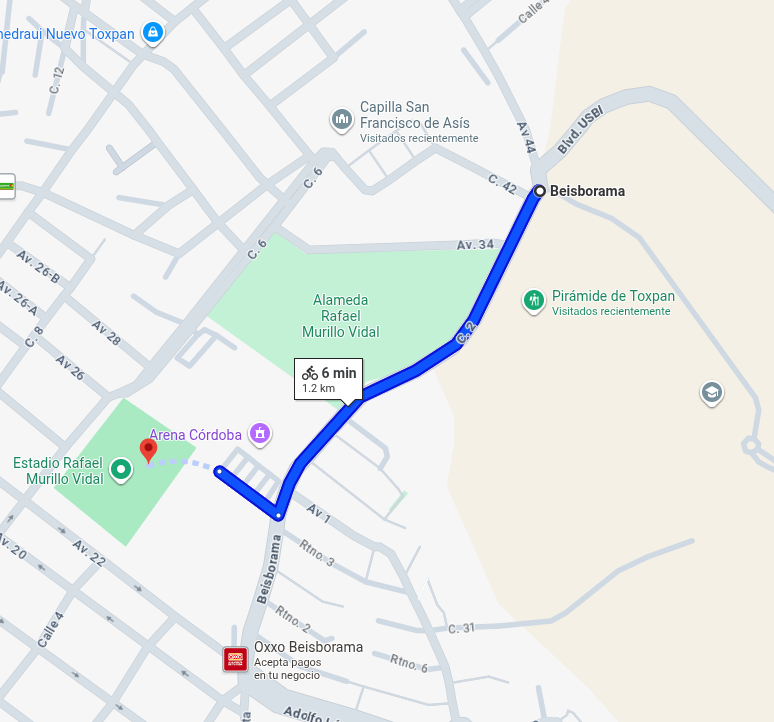 hedraui Nuevo Toxpan
Calle 4
C. 12
Capilla San
Francisco de Asís
Visitados recientemente
Av 44
Blvd. USBI
C. 6
C. 42
Beisborama
C. 6
Av. 34
Av. 26-B
Av. 26-A
Alameda
Rafael
Murillo Vidal
Pirámide de Toxpan
Visitados recientemente
C. 8
Av. 28
C. 2
Av. 26
6 min
1.2 km
Arena Córdoba
Estadio Rafael
Murillo Vidal
Av 1
Av. 20
Av. 22
Rtno. 3
Beisborama
Rtno. 2
Calle 4
C. 31
Oxxo Beisborama
Acepta pagos
en tu negocio
Rtno. 6
Adolfo L
ta